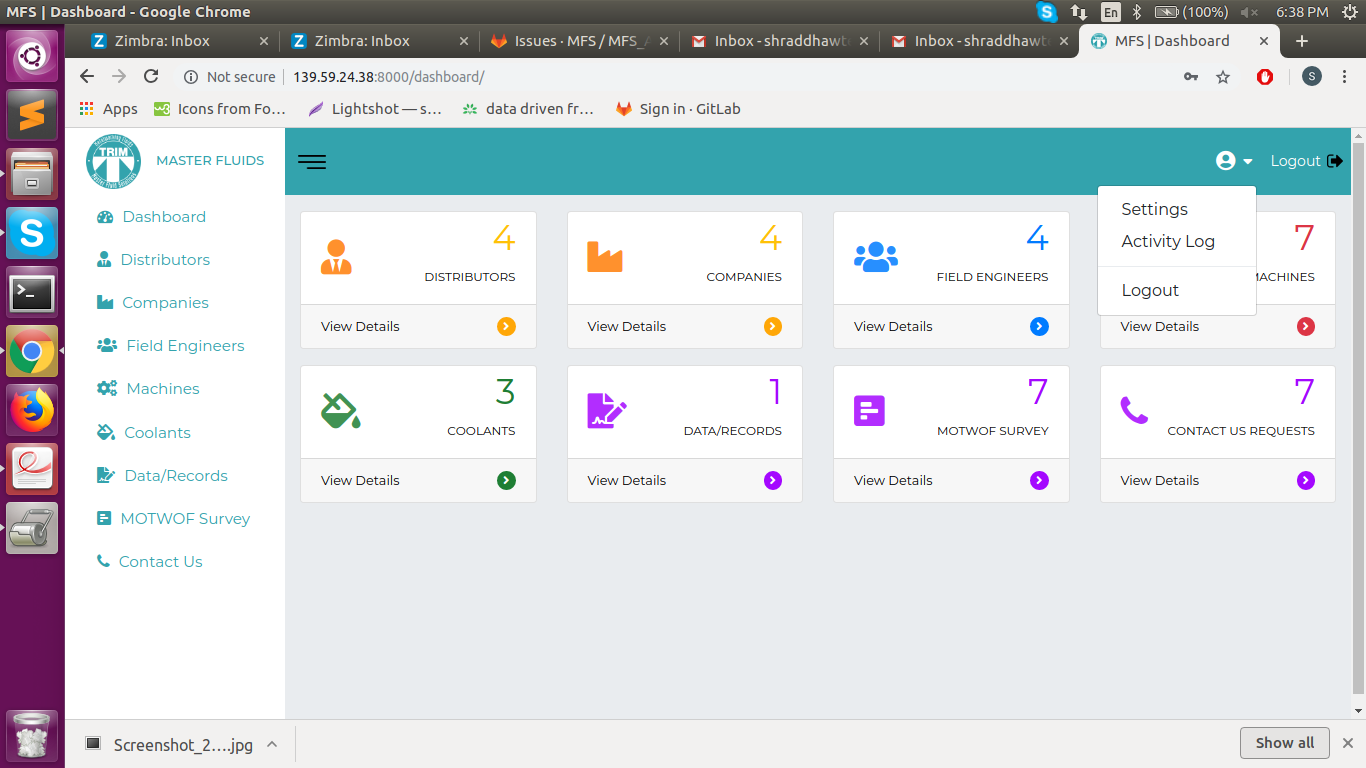 MFS | Dashboard - Google Chrome
En
(100%)
6:38 PM
Zimbra: Inbox
Zimbra: Inbox
Issues · MFS / MFS_
Inbox - shraddhawt
Inbox - shraddhawt
MFS | Dashboard
Not secure
139.59.24.38:8000/dashboard/
S
Apps
Icons from Fo...
Lightshot — s...
data driven fr...
Sign in · GitLab
TRIM
MASTER FLUIDS
Logout
Settings
Activity Log
Logout
Dashboard
Distributors
Companies
Field Engineers
Machines
Coolants
Data/Records
MOTWOF Survey
Contact Us
4
DISTRIBUTORS
View Details
4
COMPANIES
View Details
4
FIELD ENGINEERS
View Details
7
MACHINES
View Details
3
COOLANTS
View Details
1
DATA/RECORDS
View Details
7
MOTWOF SURVEY
View Details
7
CONTACT US REQUESTS
View Details
Screenshot_2....jpg
Show all